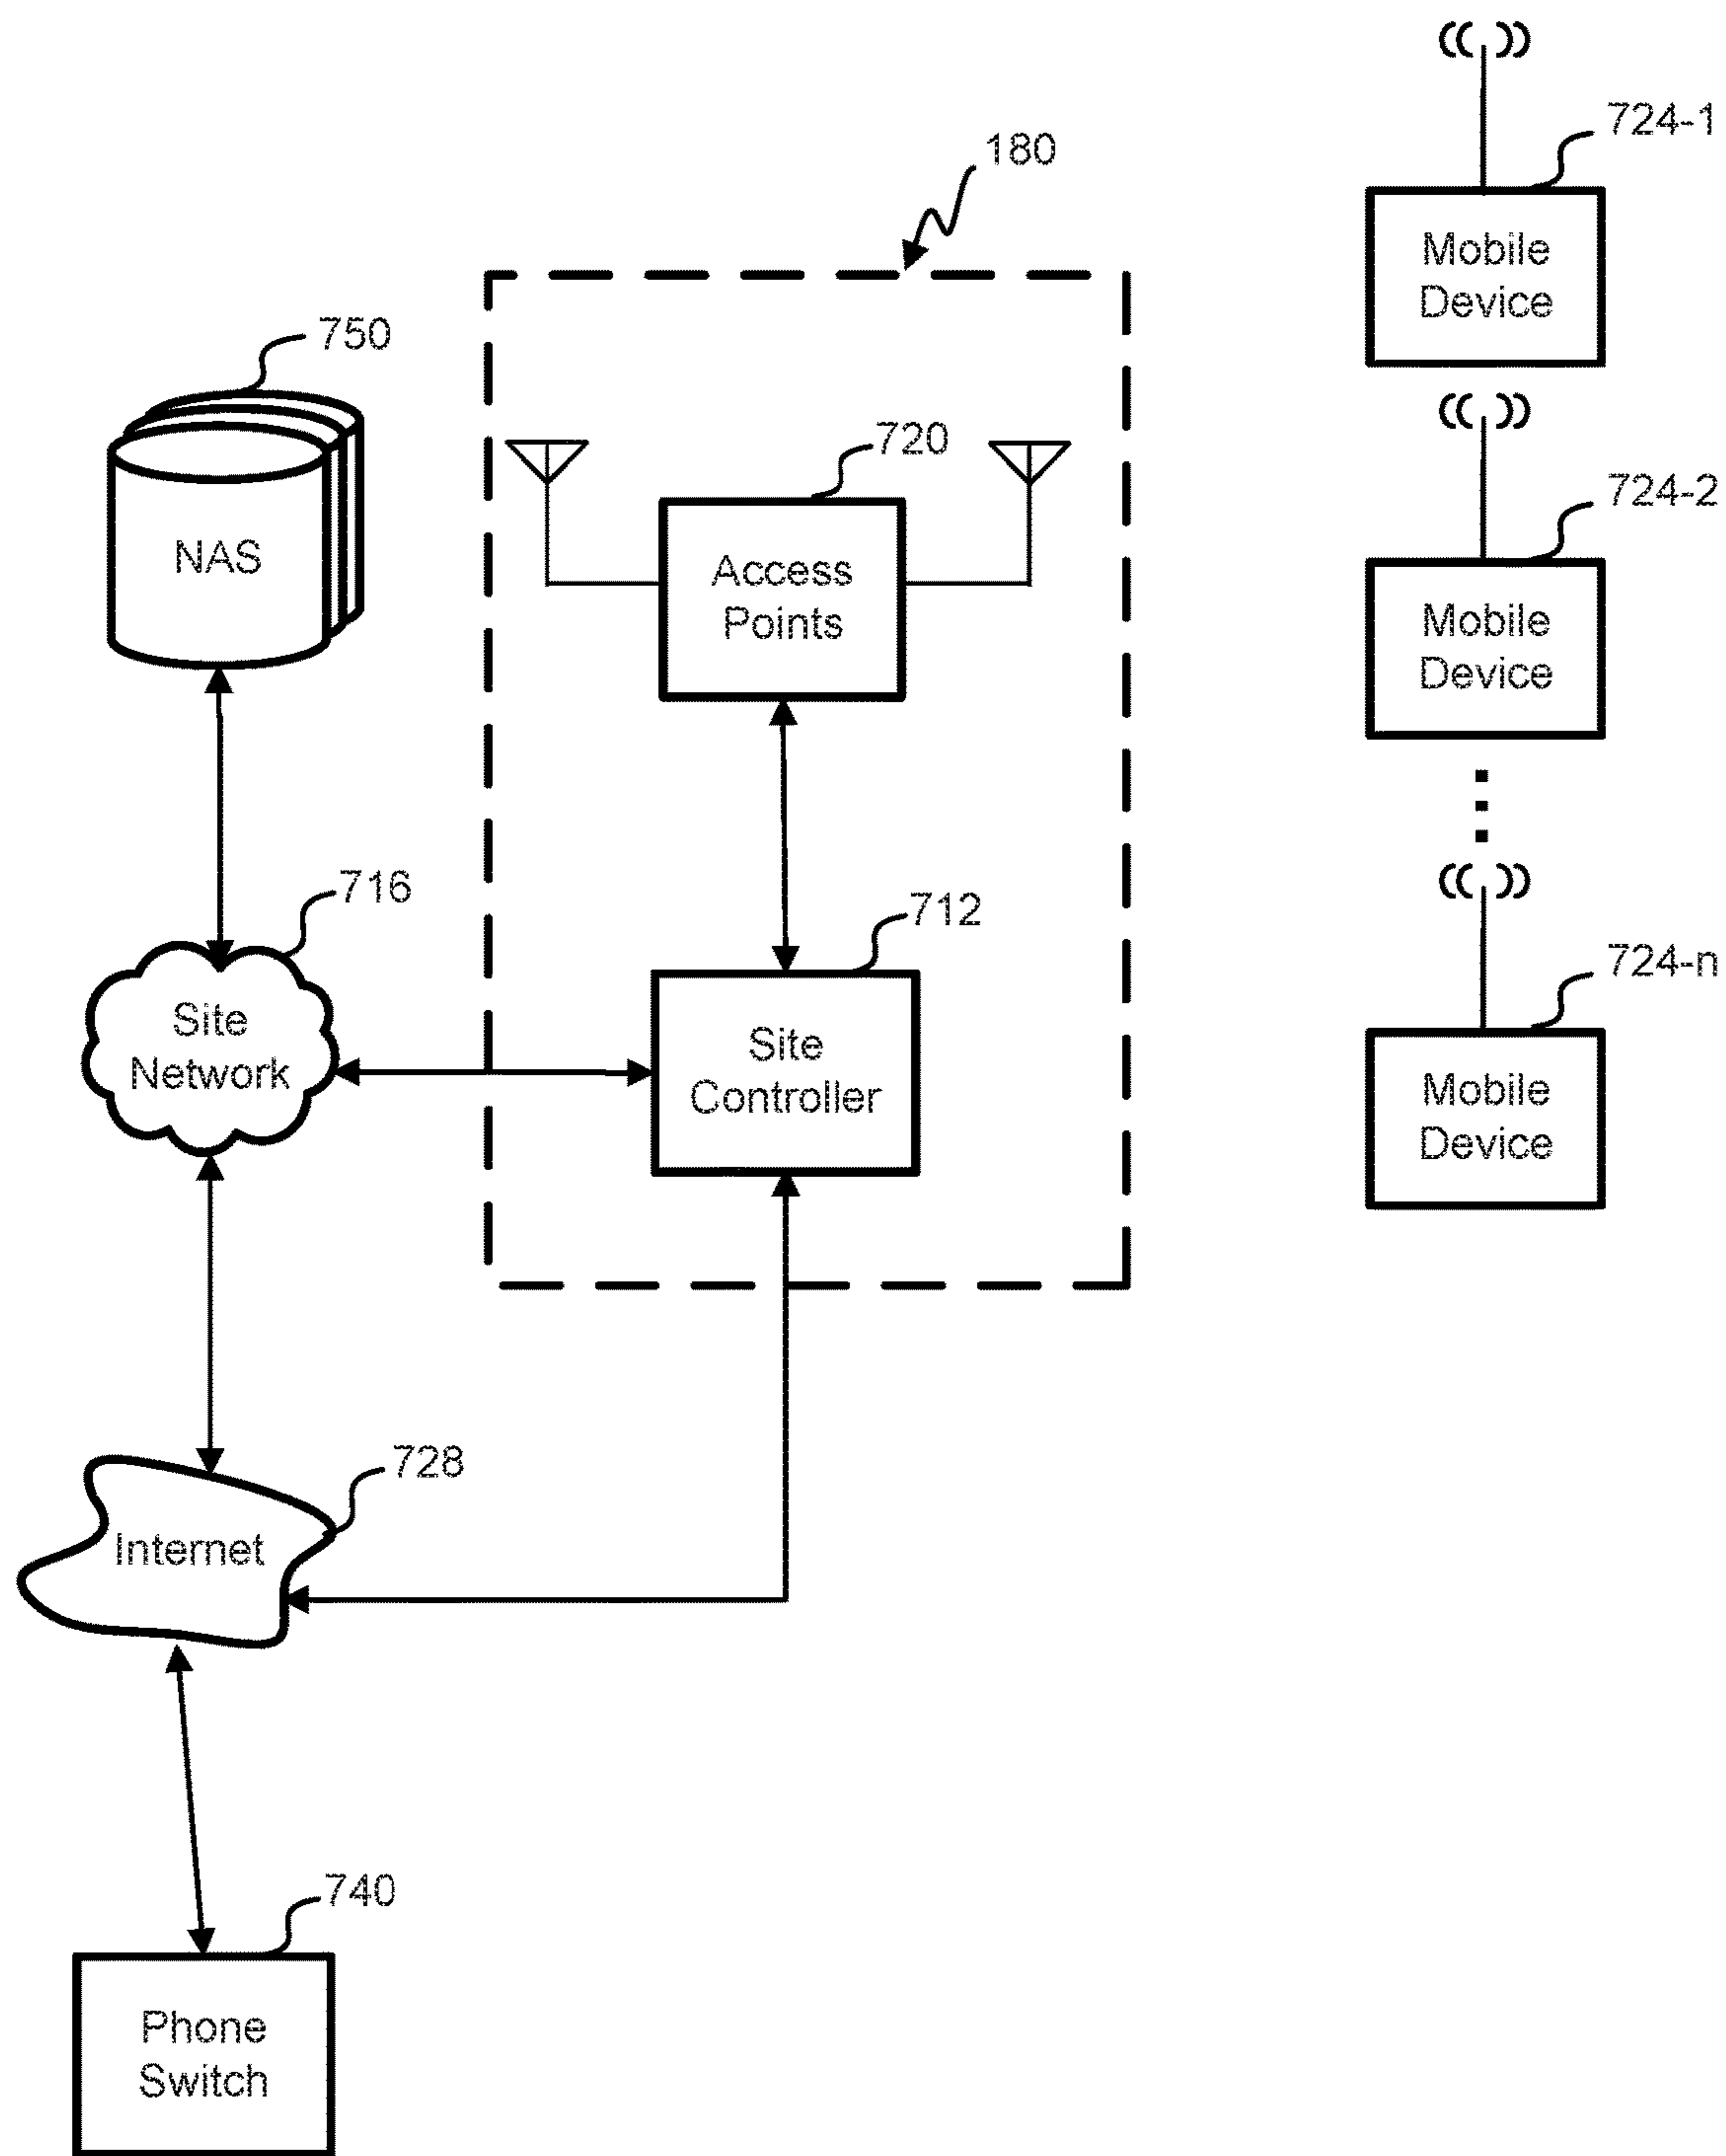 724-1
180
Mobile
Device
750
720
724-2
NAS
Access
Points
Mobile
Device
716
712
724-n
Site
Network
Site
Controller
Mobile
Device
728
Internet
740
Phone
Switch